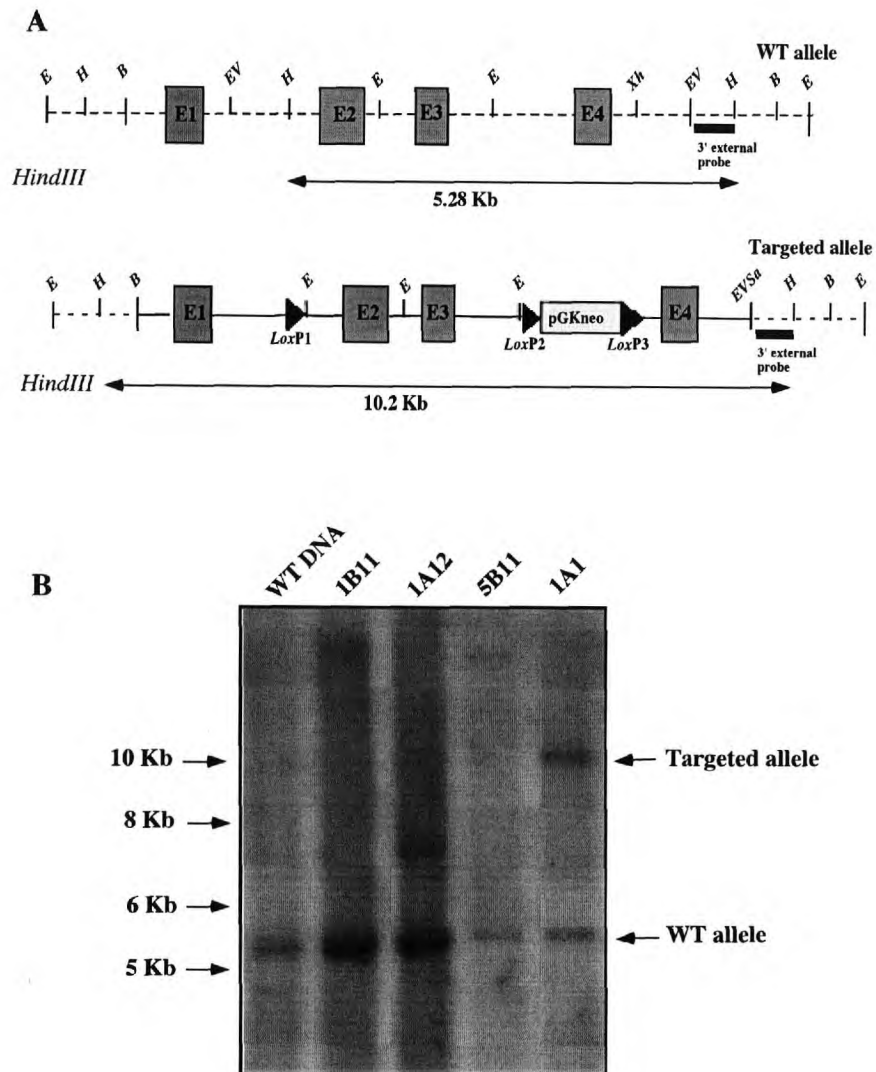 A
WT allele
E H B EV H E E Xh EV H B E
E1 E2 E3 E4
3' external
probe
HindIII
5.28 Kb
Targeted allele
E H B E E E EVSa H B E
E1 E2 E3 pGKneo E4
LoxP1 LoxP2 LoxP3
3' external
probe
HindIII
10.2 Kb
B
WT DNA 1B11 1A12 5B11 1A1
10 Kb
Targeted allele
8 Kb
6 Kb
WT allele
5 Kb